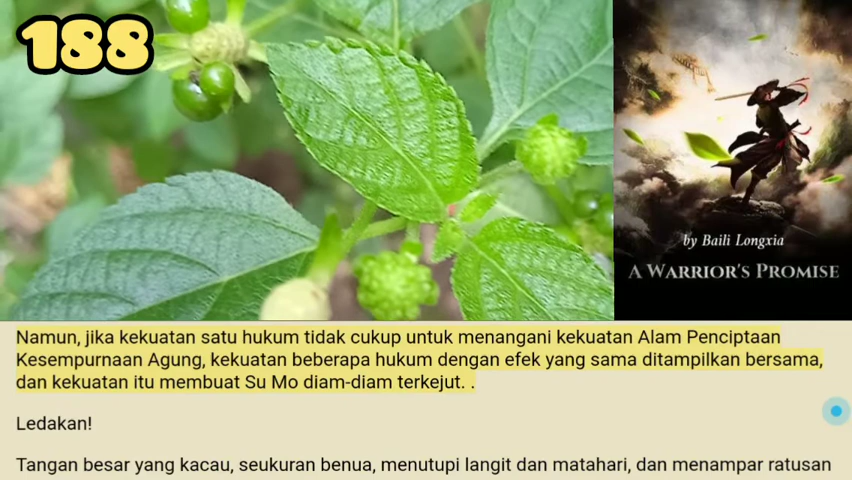 188
by Baili Longxia
A WARRIOR'S PROMISE
Namun, jika kekuatan satu hukum tidak cukup untuk menangani kekuatan Alam Penciptaan
Kesempurnaan Agung, kekuatan beberapa hukum dengan efek yang sama ditampilkan bersama,
dan kekuatan itu membuat Su Mo diam-diam terkejut. .
Ledakan!
Tangan besar yang kacau, seukuran benua, menutupi langit dan matahari, dan menampar ratusan